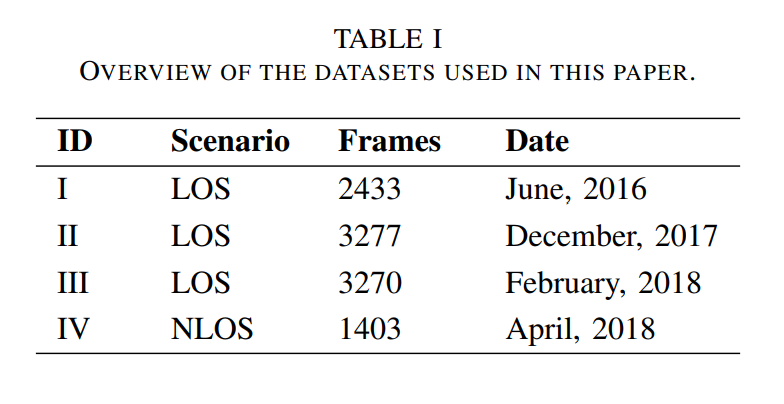 TABLE I
OVERVIEW OF THE DATASETS USED IN THIS PAPER.
ID Scenario Frames Date
I LOS 2433 June, 2016
II LOS 3277 December, 2017
III LOS 3270 February, 2018
IV NLOS 1403 April, 2018